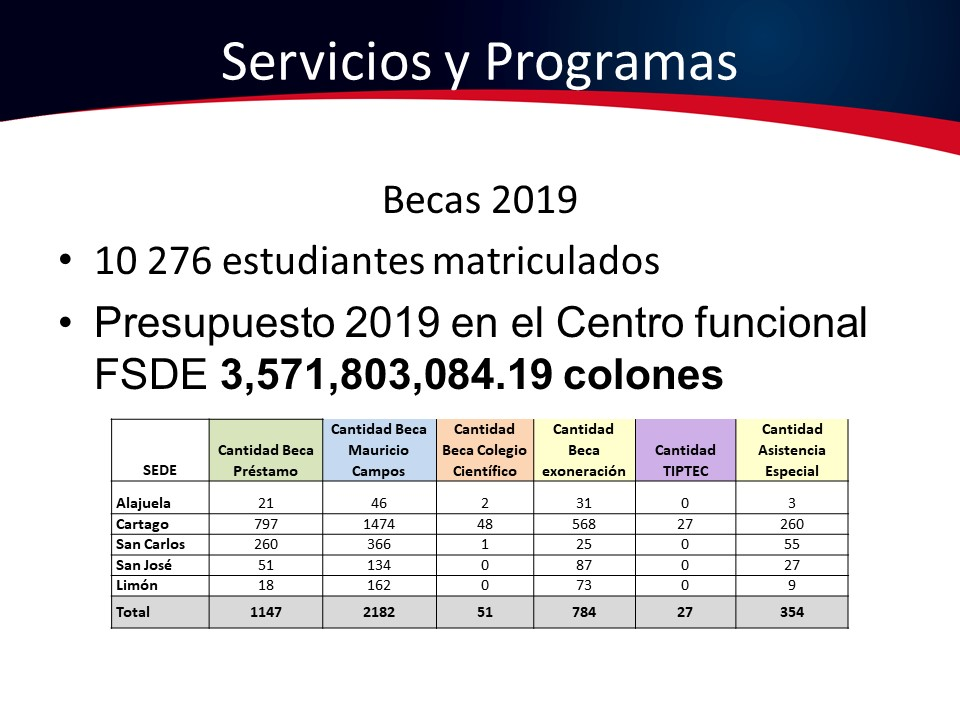 Servicios y Programas
Becas 2019
• 10 276 estudiantes matriculados
• Presupuesto 2019 en el Centro funcional
FSDE 3,571,803,084.19 colones
SEDE Cantidad Beca Préstamo Cantidad Beca Mauricio Campos Cantidad Beca Colegio Científico Cantidad Beca exoneración Cantidad TIPTEC Cantidad Asistencia Especial
Alajuela 21 46 2 31 0 3
Cartago 797 1474 48 568 27 260
San Carlos 260 366 1 25 0 55
San José 51 134 0 87 0 27
Limón 18 162 0 73 0 9
Total 1147 2182 51 784 27 354